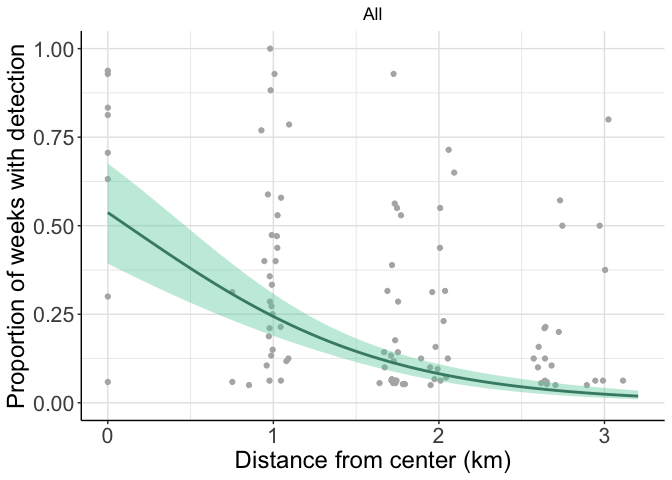 All
1.00
0.75
0.50
0.25
0.00
Proportion of weeks with detection
0 1 2 3
Distance from center (km)